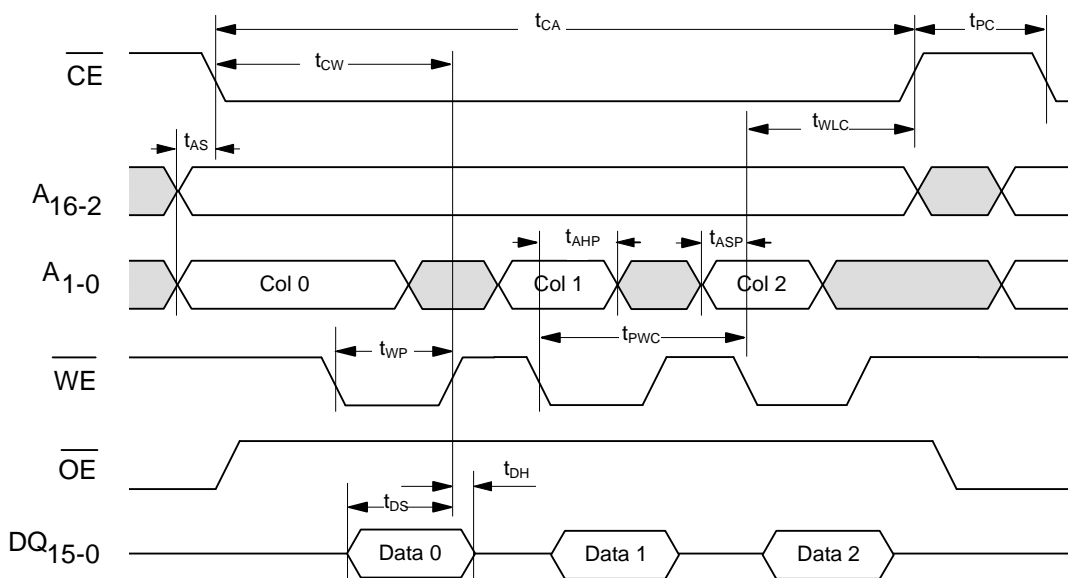 tCA
tPC
CE
tCW
tWLC
tAS
A16-2
tAHP
tASP
A1-0
Col 0
Col 1
Col 2
tPWC
tWP
WE
OE
tDH
tDS
DQ15-0
Data 0
Data 1
Data 2